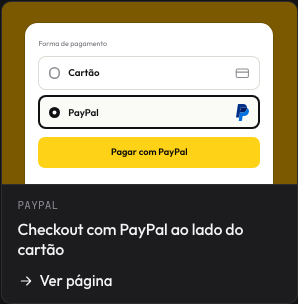 Forma de pagamento
Cartão
PayPal
Pagar com PayPal
PAYPAL
Checkout com PayPal ao lado do
cartão
→ Ver página